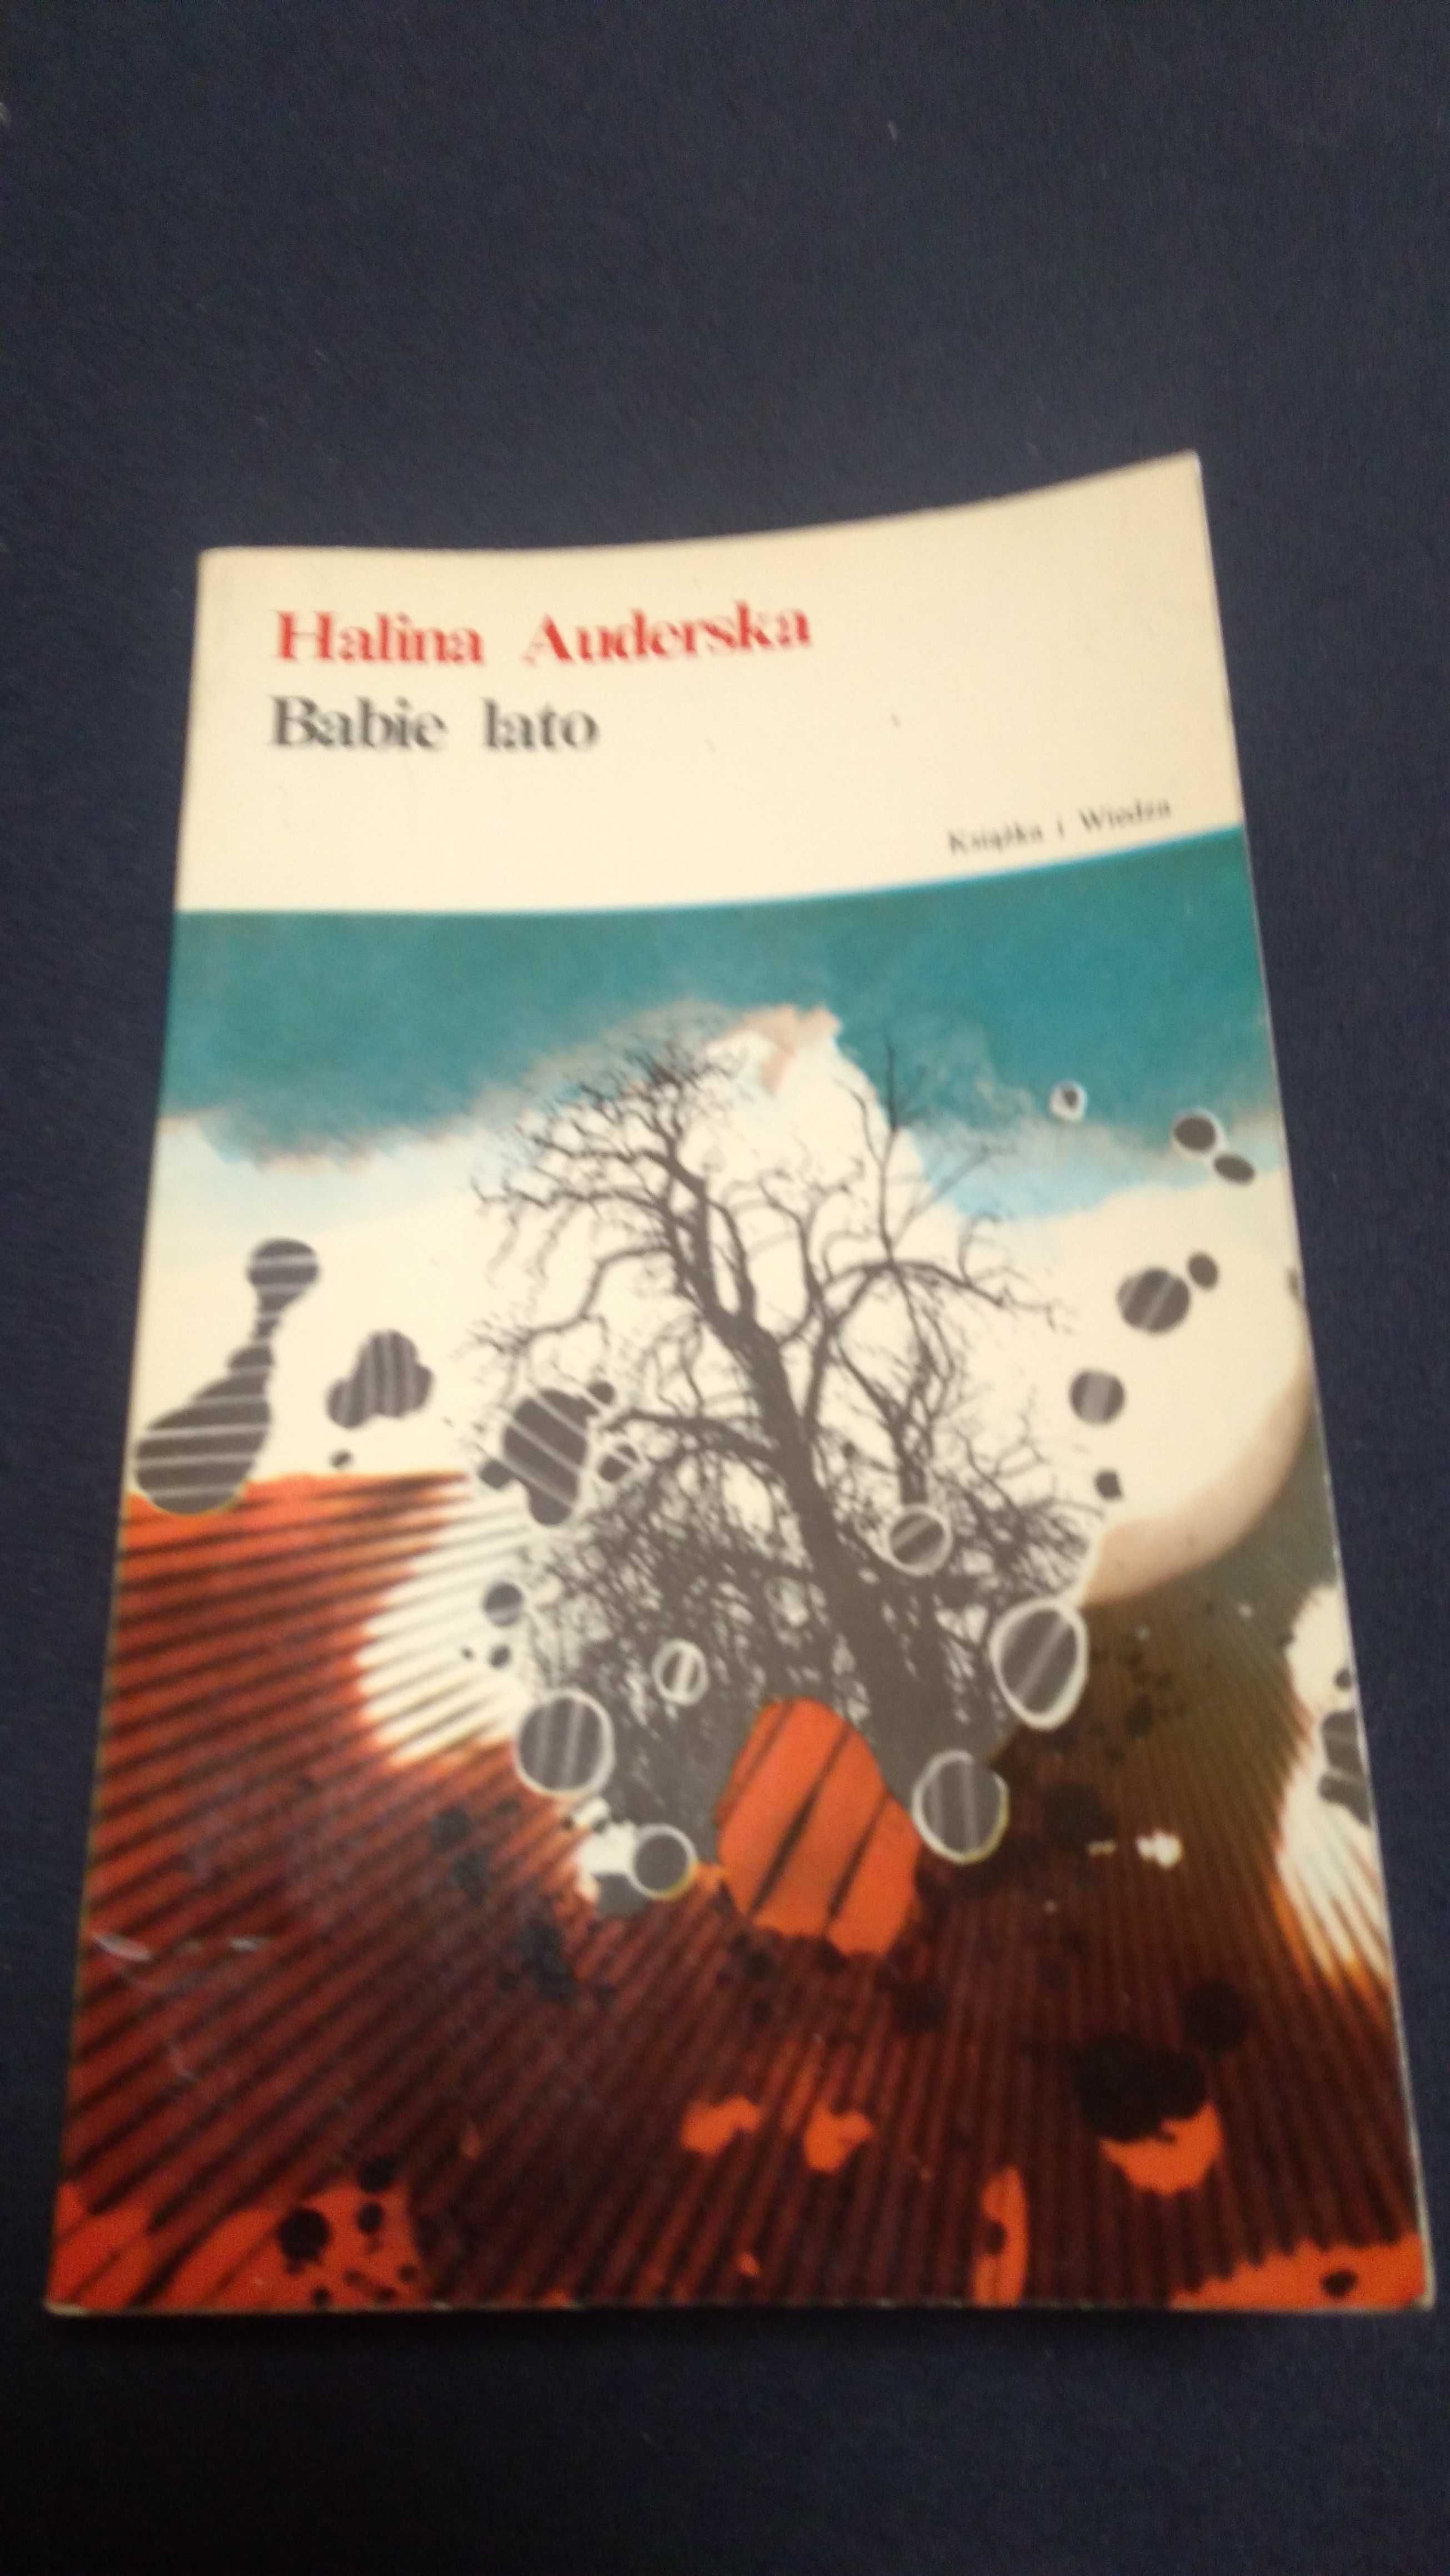 Halina Auderska
Babie lato
Książka i Wiedza